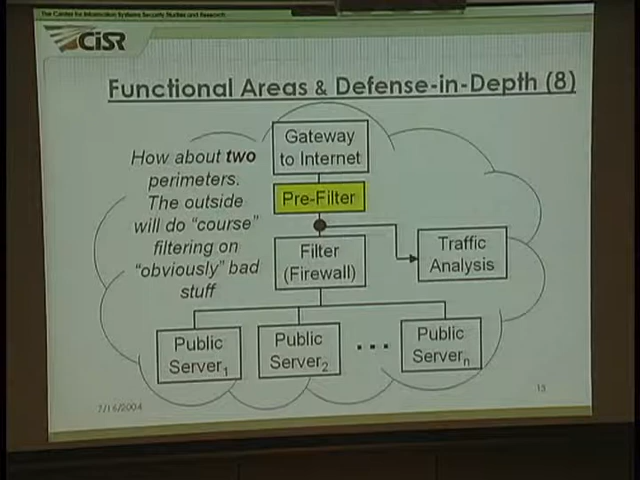 The Center for Information Systems Security Studies and Research
CISR
Functional Areas & Defense-in-Depth (8)
How about two
perimeters.
The outside
will do "course"
filtering on
"obviously" bad
stuff
Gateway
to Internet
Pre-Filter
Filter
(Firewall)
Traffic
Analysis
Public
Server1
Public
Server2
...
Public
Servern
7/16/2004
15